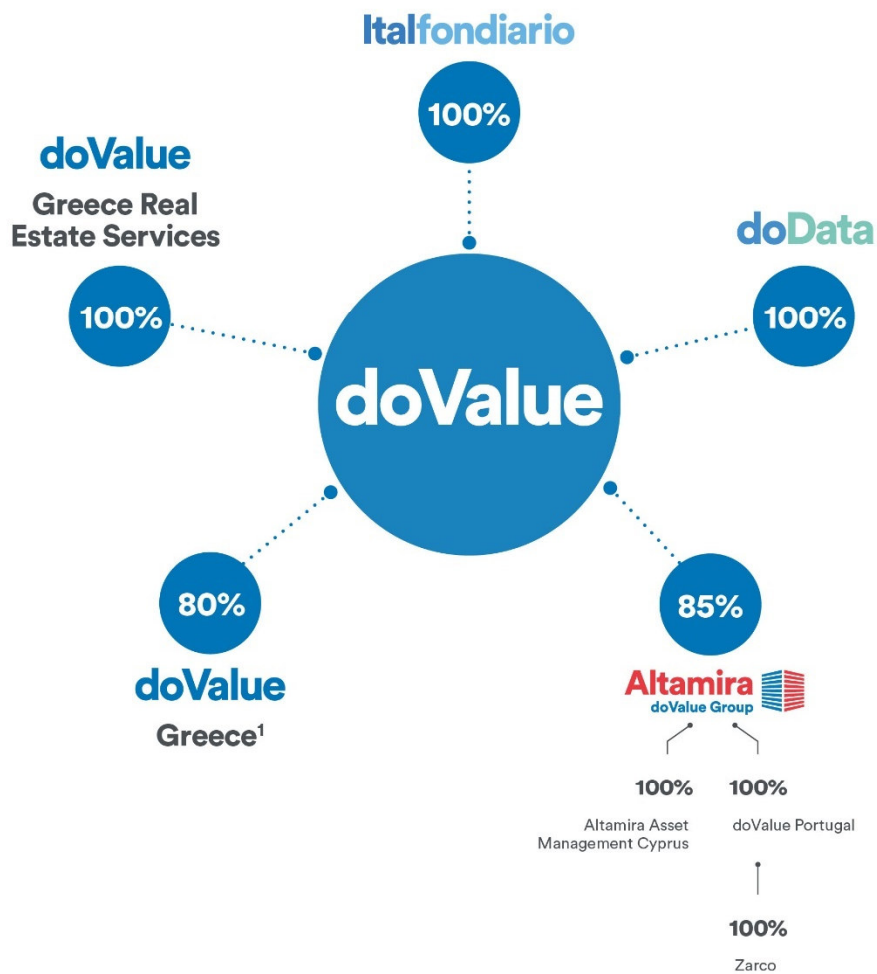 Italfondiario
100%
doValue
Greece Real
Estate Services
100%
doData
100%
doValue
80%
doValue
Greece¹
85%
Altamira
doValue Group
100%
Altamira Asset
Management Cyprus
100%
doValue Portugal
100%
Zarco